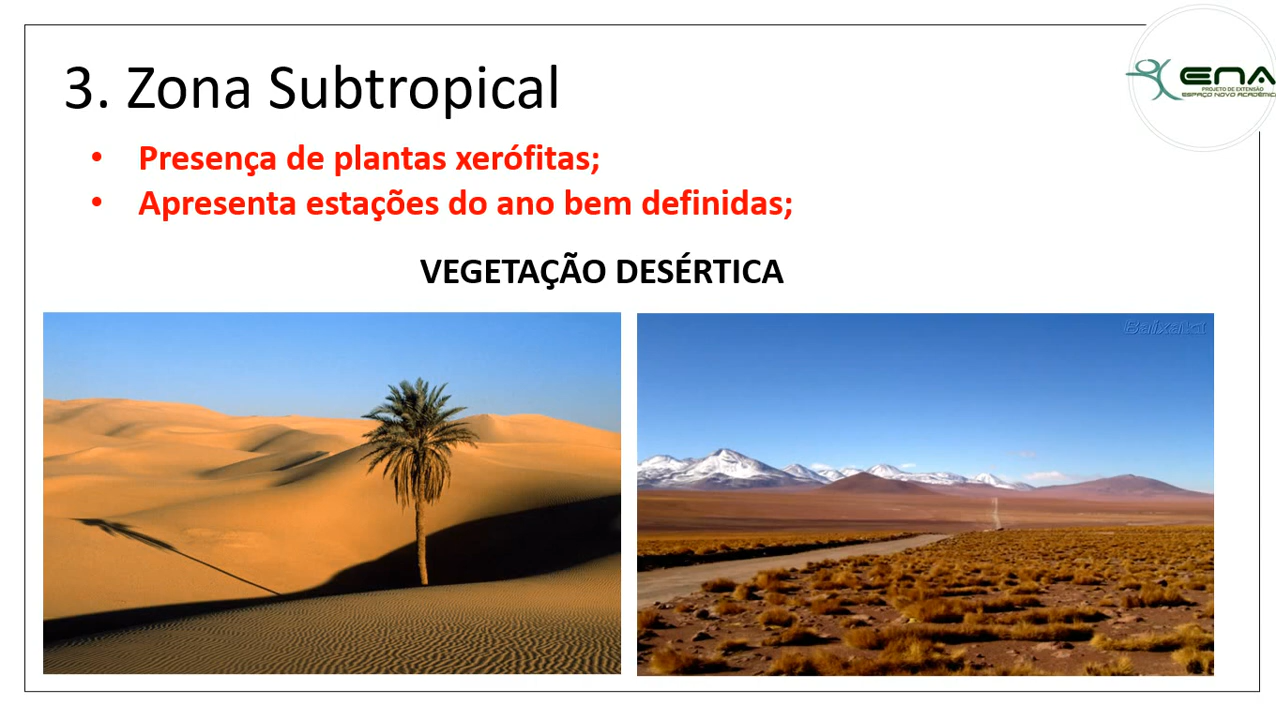 3. Zona Subtropical
ENA
PROJETO DE EXTENSÃO
ESPAÇO NOVO ACADÊMICO
• Presença de plantas xerófitas;
• Apresenta estações do ano bem definidas;
VEGETAÇÃO DESÉRTICA
Baixaki